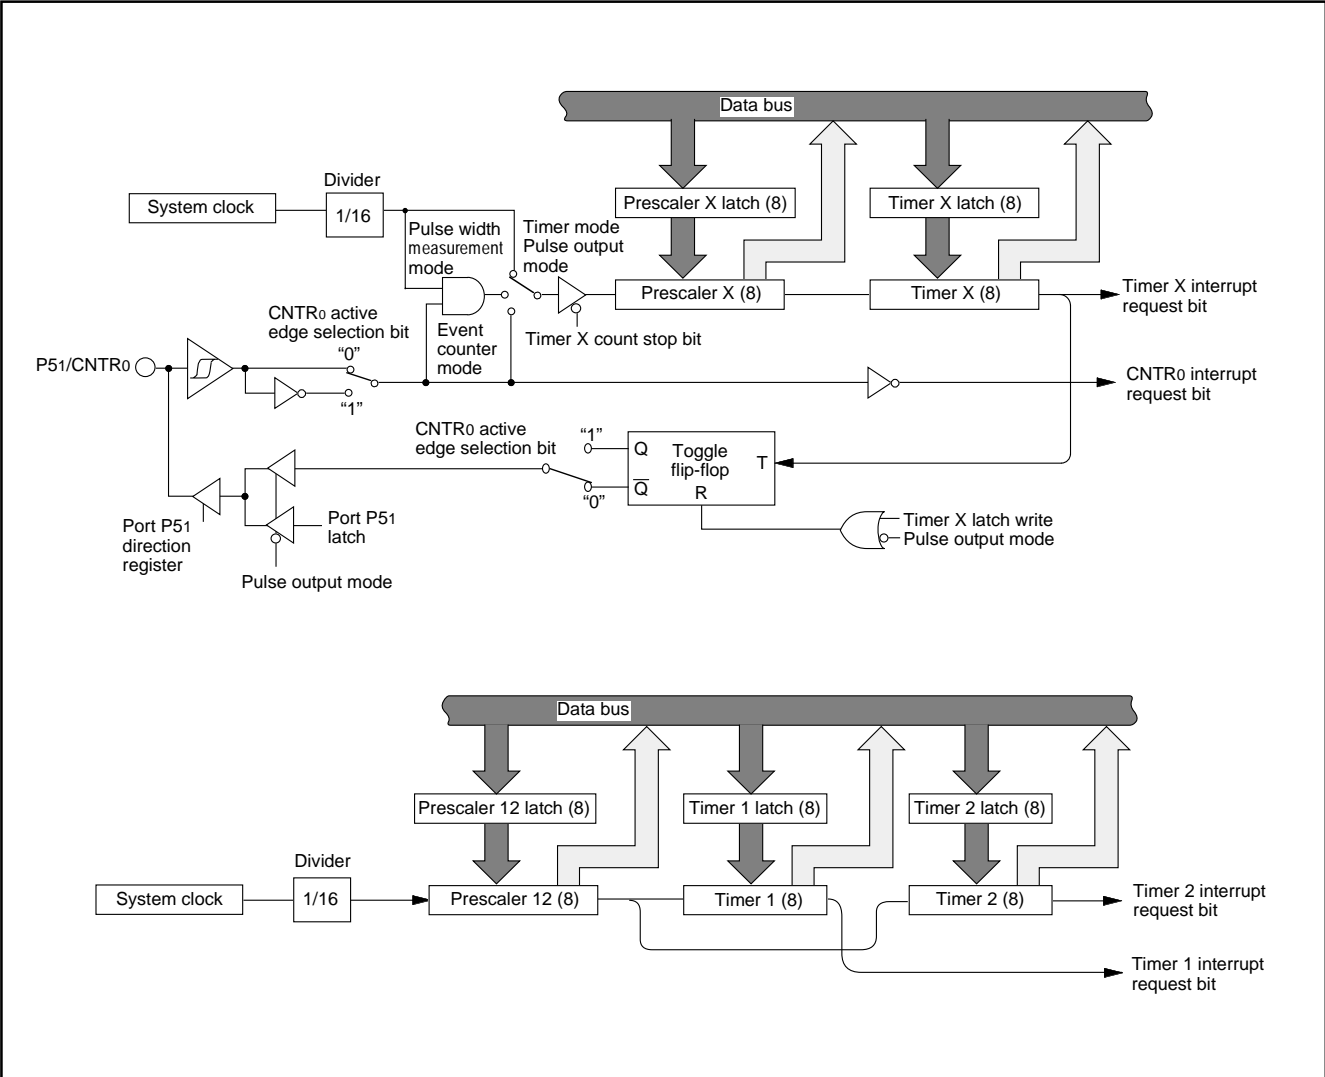 Data bus
Divider
System clock
1/16
Prescaler X latch (8)
Timer X latch (8)
Pulse width
measurement
mode
Timer mode
Pulse output
mode
Prescaler X (8)
Timer X (8)
Timer X interrupt
request bit
CNTR0 active
edge selection bit
"0"
Event
counter
mode
Timer X count stop bit
P51/CNTR0
"1"
CNTR0 interrupt
request bit
CNTR0 active
edge selection bit
"1"
Q
Toggle
flip-flop
T
Q̅
R
"0"
Port P51
direction
register
Port P51
latch
Timer X latch write
Pulse output mode
Pulse output mode
Data bus
Prescaler 12 latch (8)
Timer 1 latch (8)
Timer 2 latch (8)
Divider
System clock
1/16
Prescaler 12 (8)
Timer 1 (8)
Timer 2 (8)
Timer 2 interrupt
request bit
Timer 1 interrupt
request bit